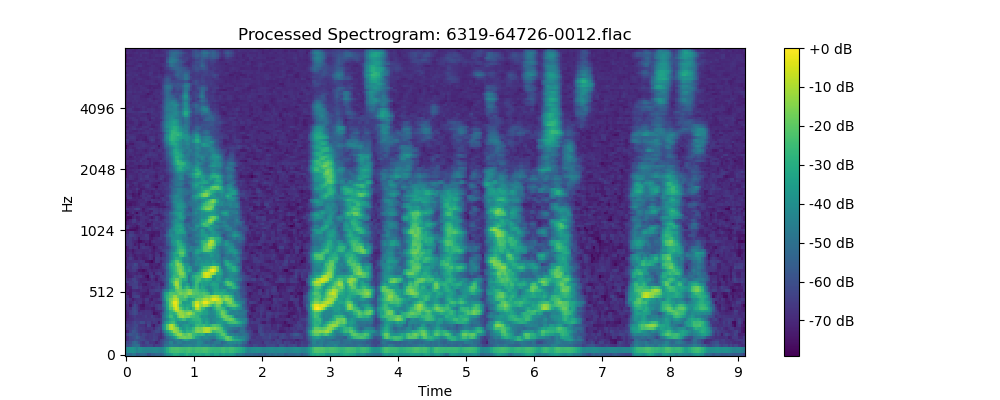 Processed Spectrogram: 6319-64726-0012.flac
Hz
4096
2048
1024
512
0
0 1 2 3 4 5 6 7 8 9
Time
+0 dB
-10 dB
-20 dB
-30 dB
-40 dB
-50 dB
-60 dB
-70 dB